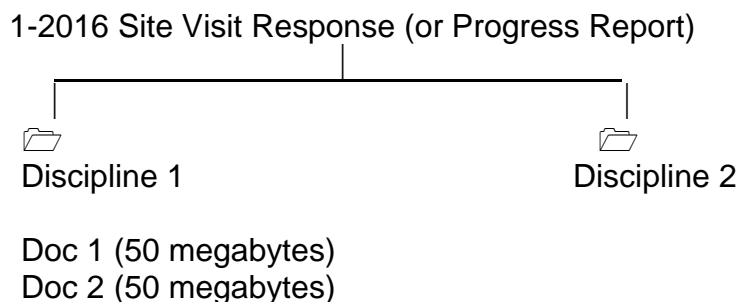 1-2016 Site Visit Response (or Progress Report)
Discipline 1
Discipline 2
Doc 1 (50 megabytes)
Doc 2 (50 megabytes)